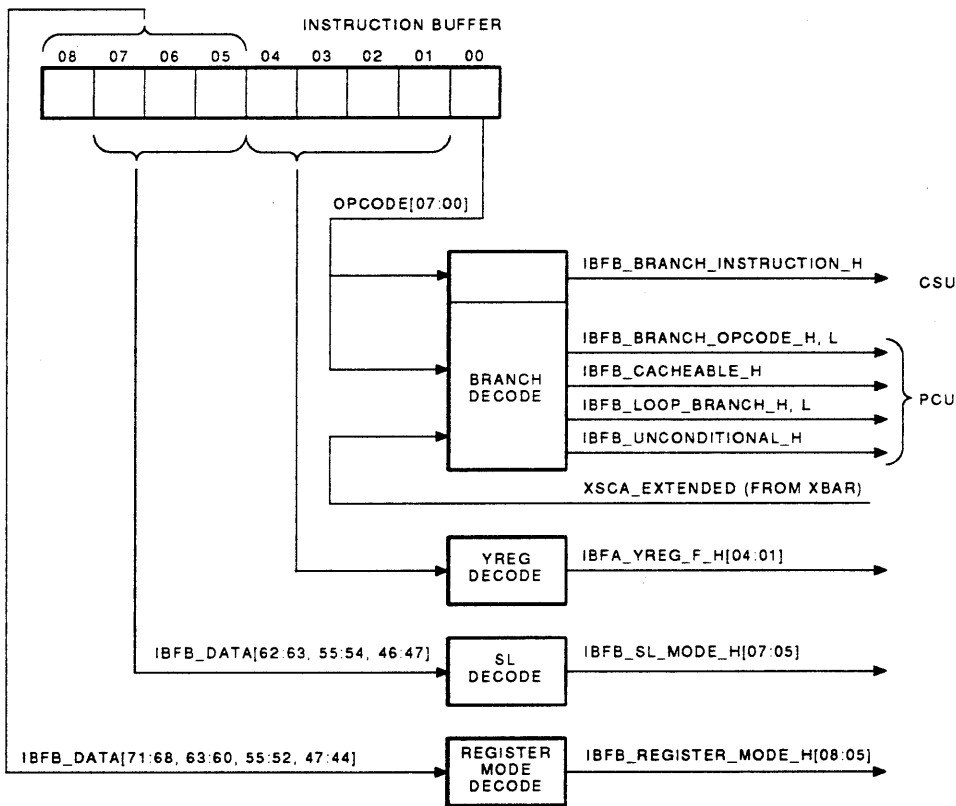 INSTRUCTION BUFFER
08 07 06 05 04 03 02 01 00
OPCODE[07:00]
IBFB_BRANCH_INSTRUCTION_H
CSU
IBFB_BRANCH_OPCODE_H, L
BRANCH
DECODE
IBFB_CACHEABLE_H
PCU
IBFB_LOOP_BRANCH_H, L
IBFB_UNCONDITIONAL_H
XSCA_EXTENDED (FROM XBAR)
YREG
DECODE
IBFA_YREG_F_H[04:01]
IBFB_DATA[62:63, 55:54, 46:47]
SL
DECODE
IBFB_SL_MODE_H[07:05]
IBFB_DATA[71:68, 63:60, 55:52, 47:44]
REGISTER
MODE
DECODE
IBFB_REGISTER_MODE_H[08:05]